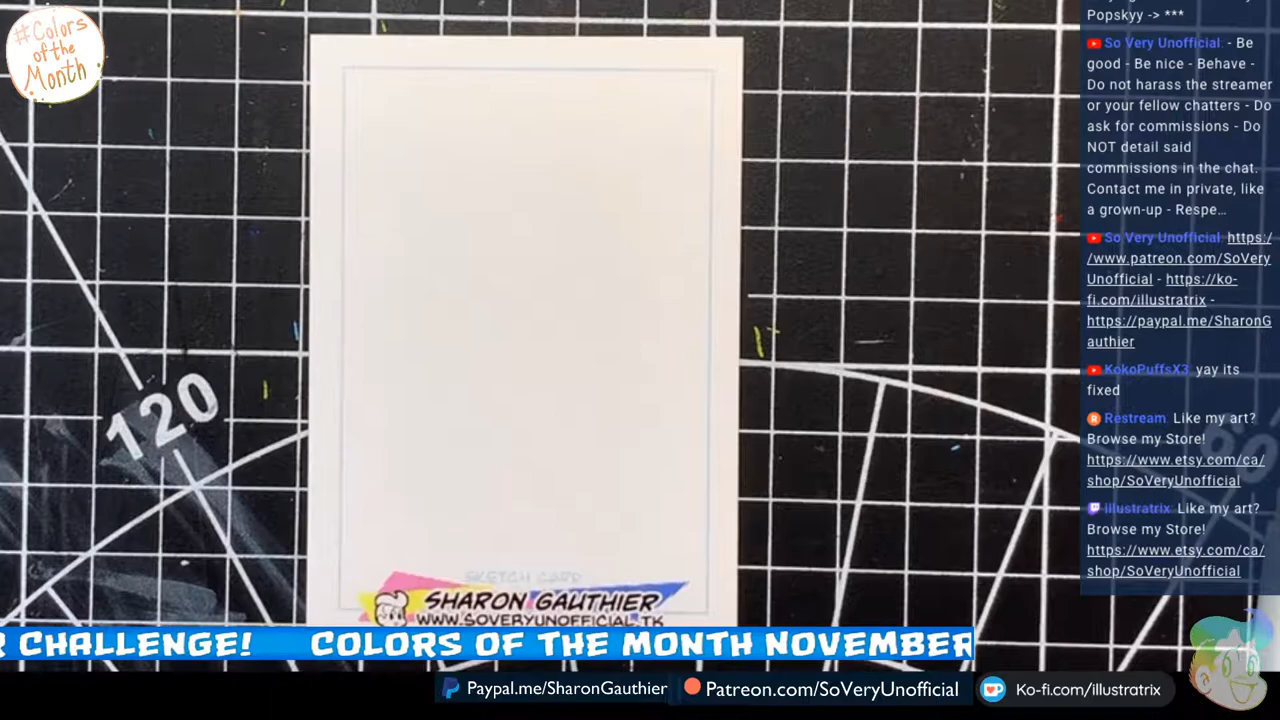 #Colors
of the
Month
120
SKETCH CARD
SHARON GAUTHIER
WWW.SOVERYUNOFFICIAL.TK
R CHALLENGE! COLORS OF THE MONTH NOVEMBER
Paypal.me/SharonGauthier
Patreon.com/SoVeryUnofficial
Ko-fi.com/illustratrix
Popskyy -> ***
So Very Unofficial: - Be
good - Be nice - Behave -
Do not harass the streamer
or your fellow chatters - Do
ask for commissions - Do
NOT detail said
commissions in the chat.
Contact me in private, like
a grown-up - Respe...
So Very Unofficial: https:/
/www.patreon.com/SoVery
Unofficial - https://ko-
fi.com/illustratrix -
https://paypal.me/SharonG
authier
KokoPuffsX3: yay its
fixed
Restream: Like my art?
Browse my Store!
https://www.etsy.com/ca/
shop/SoVeryUnofficial
illustratrix: Like my art?
Browse my Store!
https://www.etsy.com/ca/
shop/SoVeryUnofficial